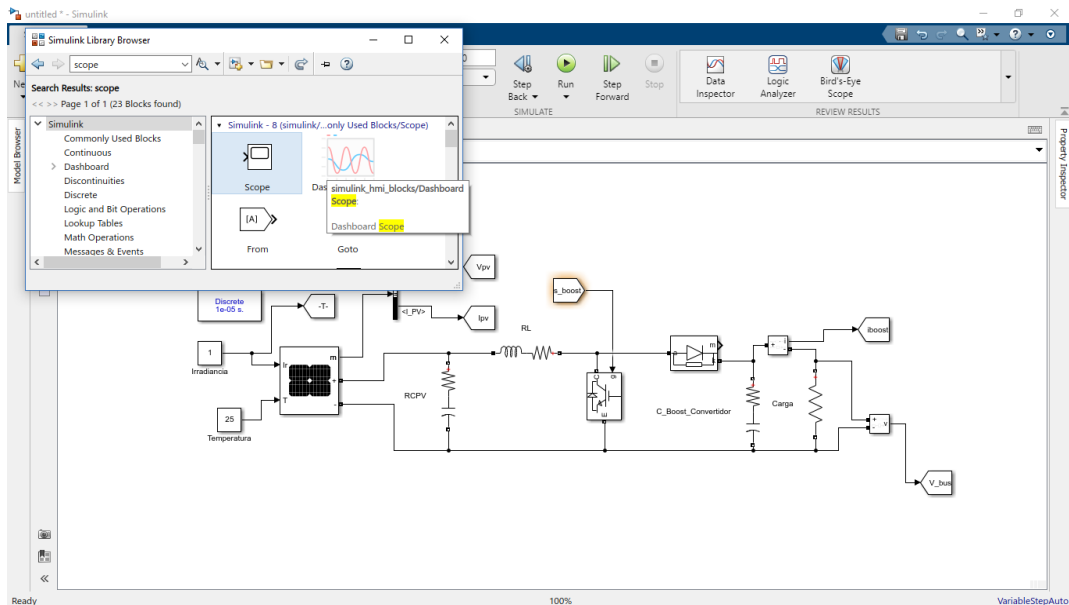 untitled * - Simulink
Simulink Library Browser
scope
Search Results: scope
<< >> Page 1 of 1 (23 Blocks found)
Simulink
Commonly Used Blocks
Continuous
Dashboard
Discontinuities
Discrete
Logic and Bit Operations
Lookup Tables
Math Operations
Messages & Events
Simulink - 8 (simulink/...only Used Blocks/Scope)
Scope
simulink_hmi_blocks/Dashboard
Scope:
Dashboard Scope
[A]
From
Goto
Step
Back
Run
Step
Forward
Stop
SIMULATE
Data
Inspector
Logic
Analyzer
Bird's-Eye
Scope
REVIEW RESULTS
Model Browser
Property Inspector
Vpv
Discrete
1e-05 s.
-T-
<I_PV>
Ipv
s_boost
RL
iboost
1
Irradiancia
Ir
T
m
+
-
25
Temperatura
RCPV
g
C
E
m
C_Boost_Convertidor
+
i
-
Carga
+
-
v
V_bus
Ready
100%
VariableStepAuto